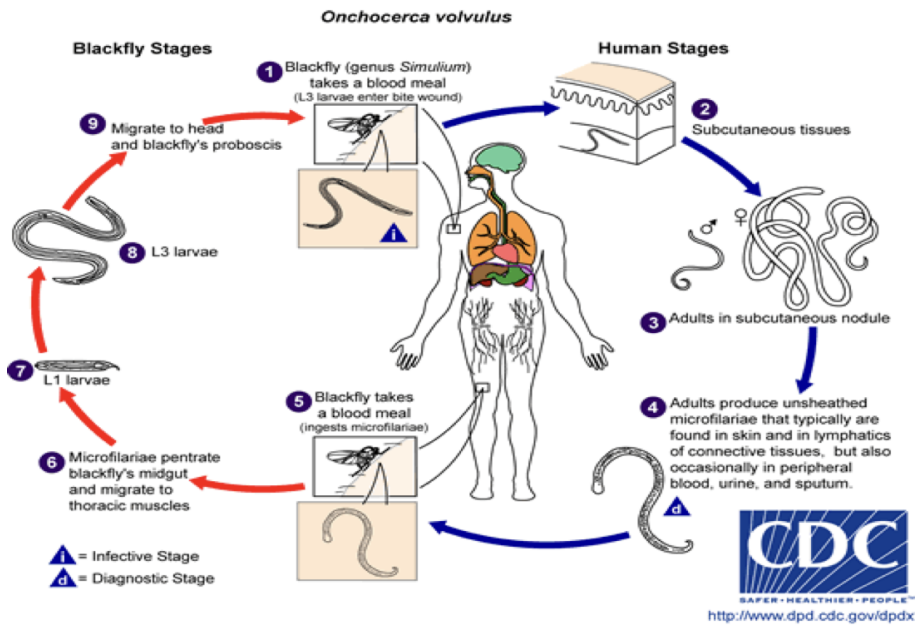 Onchocerca volvulus
Blackfly Stages
Human Stages
1 Blackfly (genus Simulium)
takes a blood meal
(L3 larvae enter bite wound)
i
2
Subcutaneous tissues
♂
♀
3 Adults in subcutaneous nodule
4 Adults produce unsheathed
microfilariae that typically are
found in skin and in lymphatics
of connective tissues, but also
occasionally in peripheral
blood, urine, and sputum.
d
5 Blackfly takes
a blood meal
(ingests microfilariae)
6 Microfilariae pentrate
blackfly's midgut
and migrate to
thoracic muscles
7
L1 larvae
8 L3 larvae
9 Migrate to head
and blackfly's proboscis
i = Infective Stage
d = Diagnostic Stage
CDC
SAFER • HEALTHIER • PEOPLE™
http://www.dpd.cdc.gov/dpdx